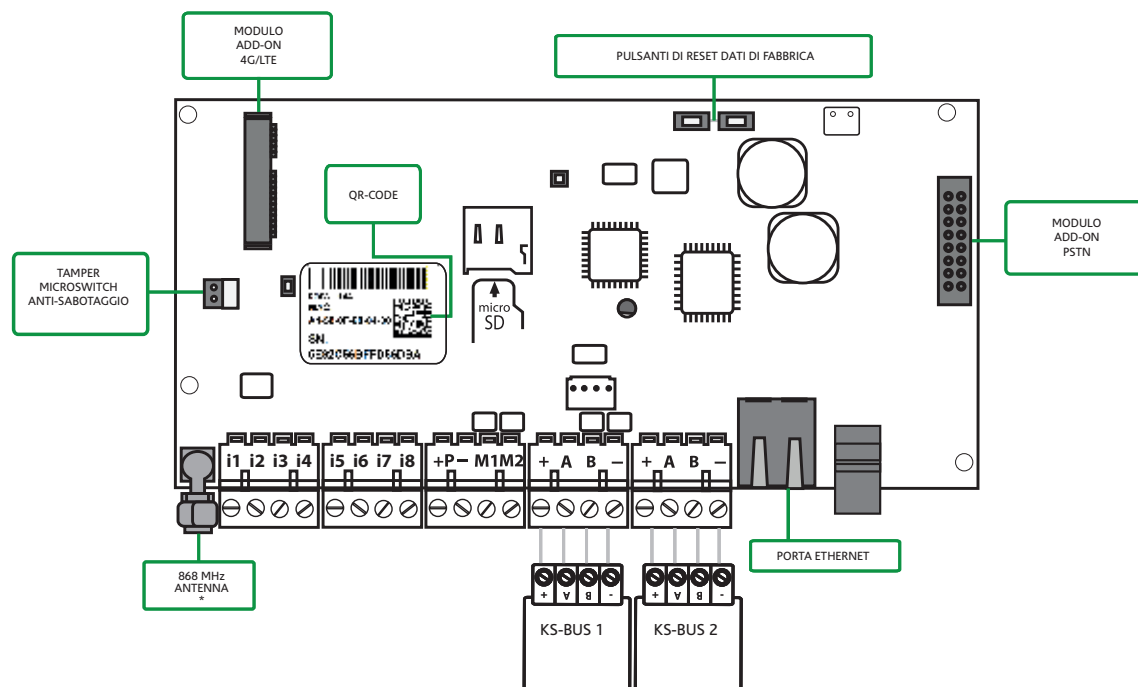 MODULO
ADD-ON
4G/LTE
PULSANTI DI RESET DATI DI FABBRICA
QR-CODE
MODULO
ADD-ON
PSTN
TAMPER
MICROSWITCH
ANTI-SABOTAGGIO
micro
SD
SN.
i1 i2 i3 i4
i5 i6 i7 i8
+P− M1 M2
+ A B −
+ A B −
868 MHz
ANTENNA
*
PORTA ETHERNET
+ A B -
+ A B -
KS-BUS 1
KS-BUS 2